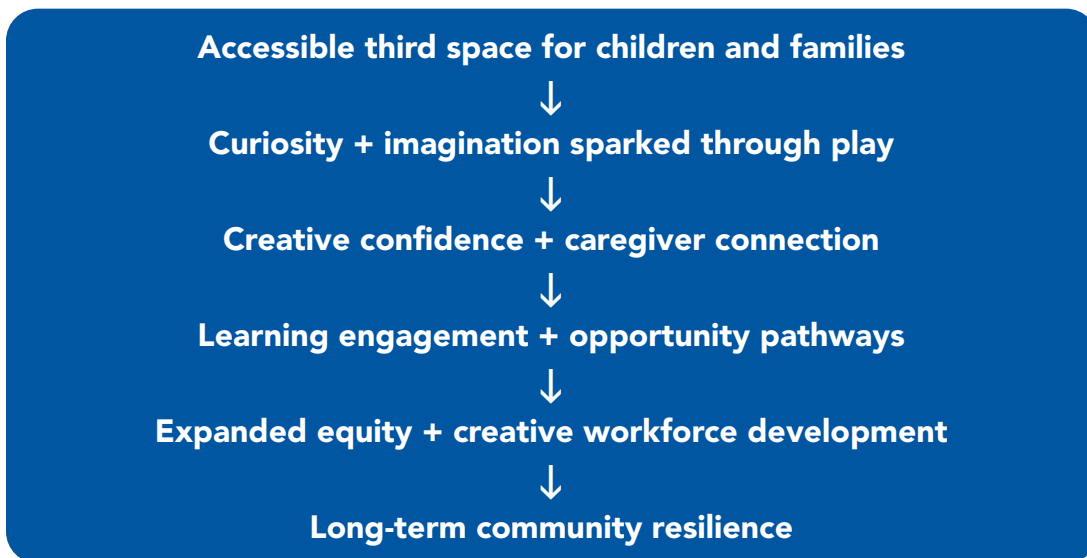 Accessible third space for children and families
↓
Curiosity + imagination sparked through play
↓
Creative confidence + caregiver connection
↓
Learning engagement + opportunity pathways
↓
Expanded equity + creative workforce development
↓
Long-term community resilience